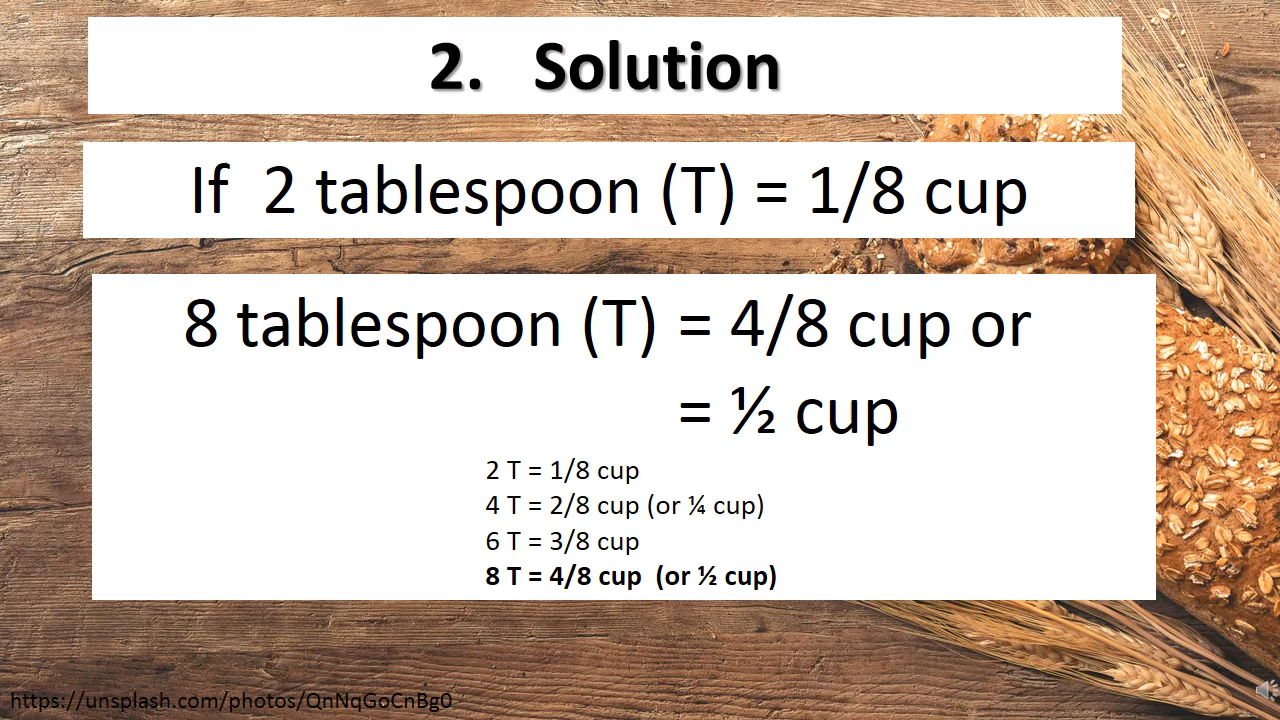 2. Solution
If 2 tablespoon (T) = 1/8 cup
8 tablespoon (T) = 4/8 cup or
= ½ cup
2 T = 1/8 cup
4 T = 2/8 cup (or ¼ cup)
6 T = 3/8 cup
8 T = 4/8 cup (or ½ cup)
https://unsplash.com/photos/QnNqGoCnBg0